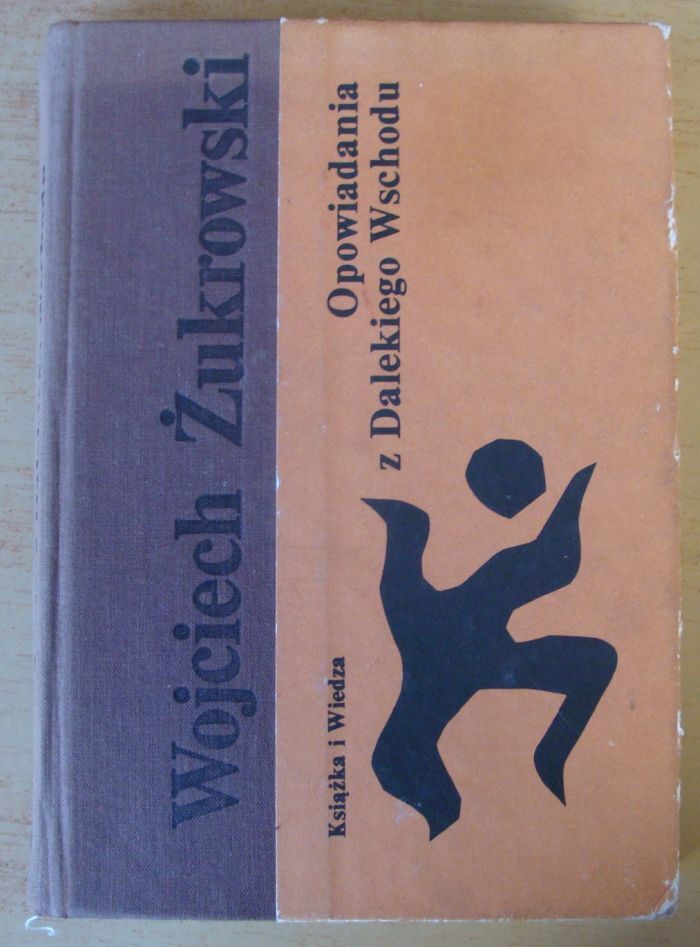 Wojciech Żukrowski
Opowiadania
z Dalekiego Wschodu
Książka i Wiedza